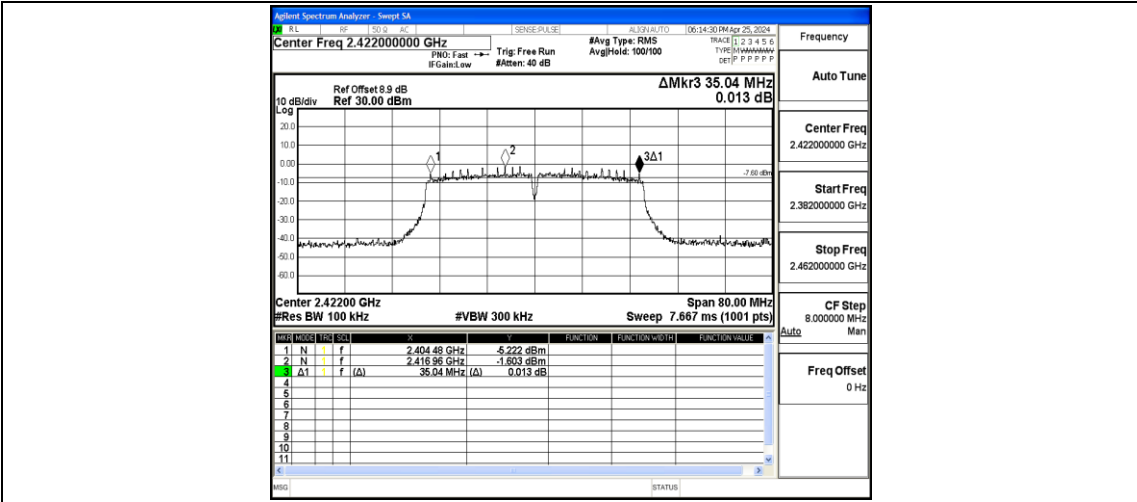 Agilent Spectrum Analyzer - Swept SA
RL RF 50 Ω AC SENSE:PULSE ALIGNAUTO 06:14:30 PM Apr 25, 2024
Center Freq 2.422000000 GHz
PNO: Fast
IFGain:Low
Trig: Free Run
#Atten: 40 dB
#Avg Type: RMS
Avg|Hold: 100/100
TRACE 1 2 3 4 5 6
TYPE MWWWWW
DET P P P P P P
ΔMkr3 35.04 MHz
0.013 dB
Ref Offset 8.9 dB
10 dB/div Ref 30.00 dBm
Log
20.0
10.0
0.00
-10.0
-20.0
-30.0
-40.0
-50.0
-60.0
1
2
3Δ1
-7.60 dBm
Center 2.42200 GHz Span 80.00 MHz
#Res BW 100 kHz #VBW 300 kHz Sweep 7.667 ms (1001 pts)
MKR MODE TRC SCL X Y FUNCTION FUNCTION WIDTH FUNCTION VALUE
1 N 1 f 2.404 48 GHz -5.222 dBm
2 N 1 f 2.416 96 GHz -1.603 dBm
3 Δ1 1 f (Δ) 35.04 MHz (Δ) 0.013 dB
4
5
6
7
8
9
10
11
MSG STATUS
Frequency
Auto Tune
Center Freq
2.422000000 GHz
Start Freq
2.382000000 GHz
Stop Freq
2.462000000 GHz
CF Step
8.000000 MHz
Auto Man
Freq Offset
0 Hz